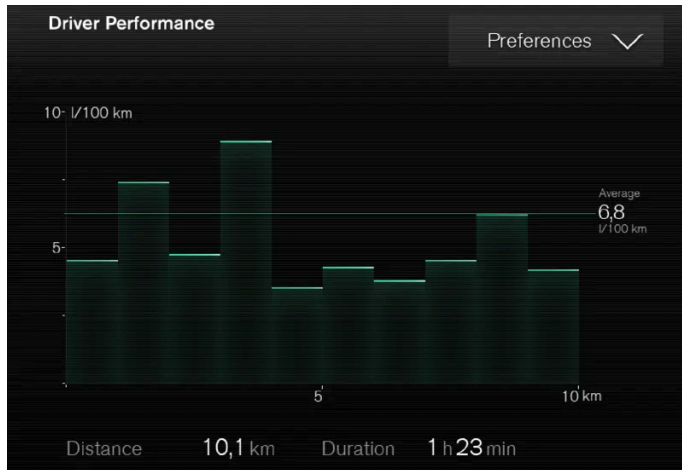 Driver Performance
Preferences
10 l/100 km
Average
6,8
l/100 km
5
5
10 km
Distance 10,1 km Duration 1 h 23 min